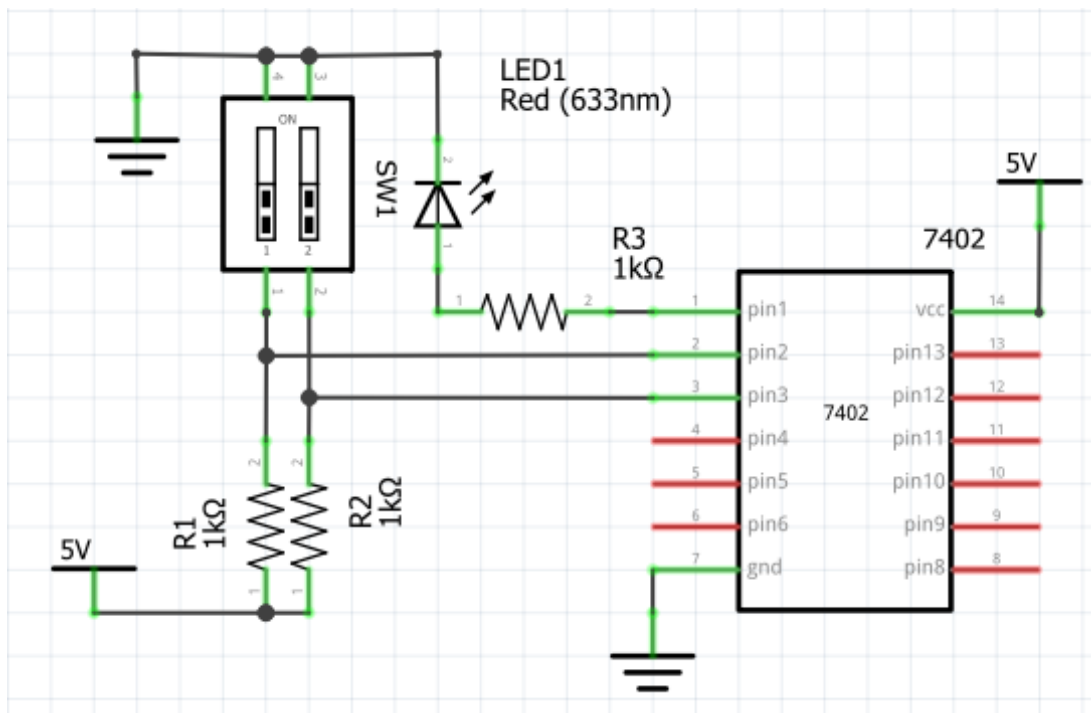 LED1
Red (633nm)
4
3
ON
1
2
SW1
2
1
1
2
5V
R3
1kΩ
1
2
7402
1
pin1
vcc
14
2
pin2
pin13
13
3
pin3
pin12
12
7402
4
pin4
pin11
11
5
pin5
pin10
10
6
pin6
pin9
9
7
gnd
pin8
8
2
2
R1
1kΩ
R2
1kΩ
5V
1
1